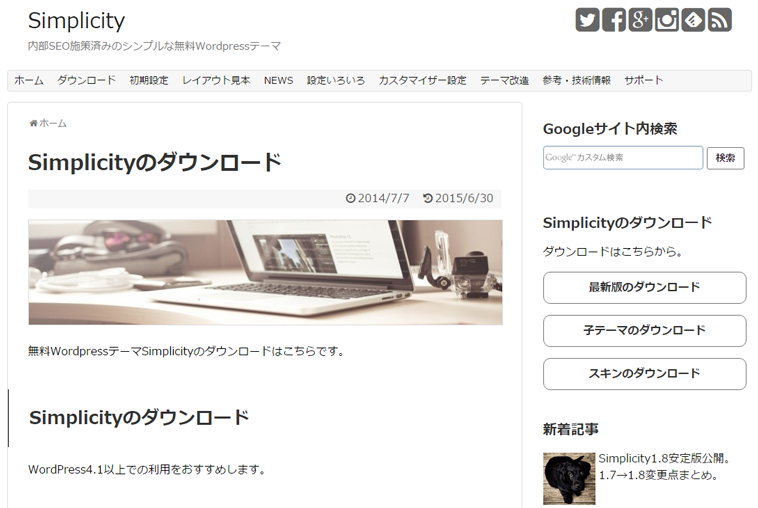 Simplicity
内部SEO施策済みのシンプルな無料Wordpressテーマ
ホーム ダウンロード 初期設定 レイアウト見本 NEWS 設定いろいろ カスタマイザー設定 テーマ改造 参考・技術情報 サポート
ホーム
Simplicityのダウンロード
2014/7/7 2015/6/30
無料WordpressテーマSimplicityのダウンロードはこちらです。
Simplicityのダウンロード
WordPress4.1以上での利用をおすすめします。
Googleサイト内検索
Google™カスタム検索 検索
Simplicityのダウンロード
ダウンロードはこちらから。
最新版のダウンロード
子テーマのダウンロード
スキンのダウンロード
新着記事
Simplicity1.8安定版公開。
1.7→1.8変更点まとめ。